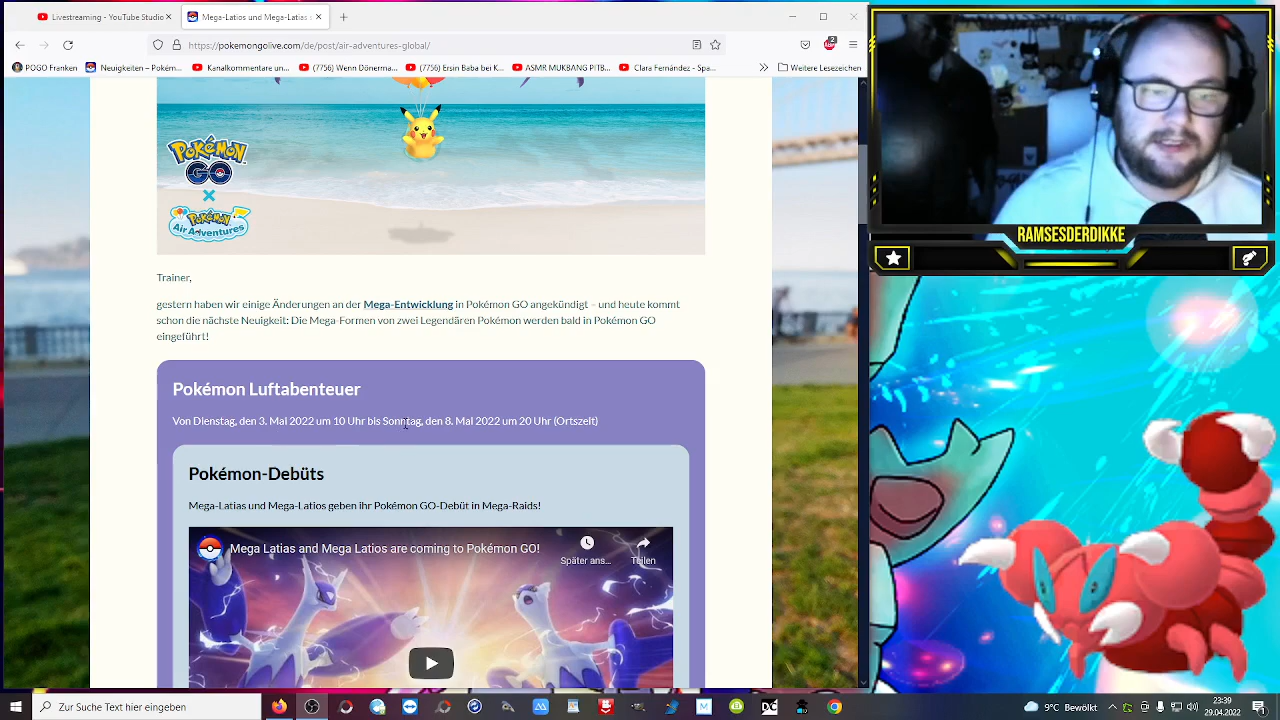 Livestreaming - YouTube Studio
Mega-Latias und Mega-Latios
https://pokemongolive.com/de/post/air-adventures-global/
2
POGO Franken
Neuigkeiten – Pokém...
Kanalkommentare un...
(7756) Wenn Dönerma...
(7756) Ersin Baba bei K...
ASMR MUKBANG PITB...
Clara Fernández - Spa...
Weitere Lesezeichen
Pokémon
GO
X
Pokémon
Air Adventures
RAMSESDERDIKKE
Trainer,
gestern haben wir einige Änderungen an der Mega-Entwicklung in Pokémon GO angekündigt – und heute kommt
schon die nächste Neuigkeit: Die Mega-Formen von zwei Legendären Pokémon werden bald in Pokémon GO
eingeführt!
Pokémon Luftabenteuer
Von Dienstag, den 3. Mai 2022 um 10 Uhr bis Sonntag, den 8. Mai 2022 um 20 Uhr (Ortszeit)
Pokémon-Debüts
Mega-Latias und Mega-Latios geben ihr Pokémon GO-Debüt in Mega-Raids!
Mega Latias and Mega Latios are coming to Pokémon GO!
Später ans...
Teilen
Zur Suche Text hier eingeben
9°C Bewölkt
23:39
29.04.2022